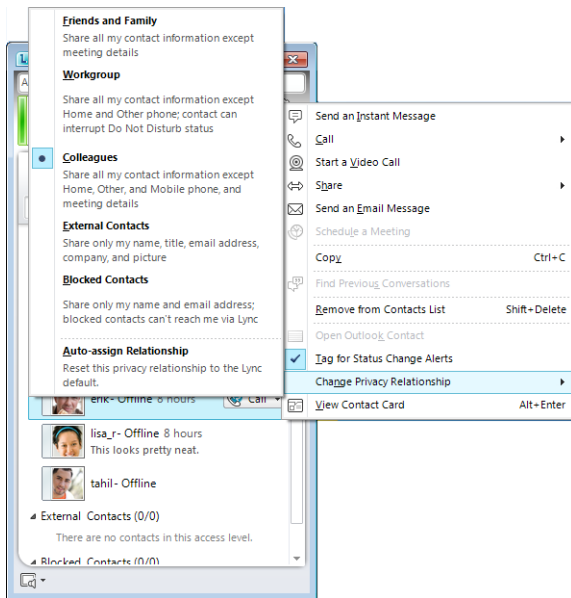 Friends and Family
Share all my contact information except
meeting details
Workgroup
Share all my contact information except
Home and Other phone; contact can
interrupt Do Not Disturb status
Colleagues
Share all my contact information except
Home, Other, and Mobile phone, and
meeting details
External Contacts
Share only my name, title, email address,
company, and picture
Blocked Contacts
Share only my name and email address;
blocked contacts can't reach me via Lync
Auto-assign Relationship
Reset this privacy relationship to the Lync
default.
Send an Instant Message
Call
Start a Video Call
Share
Send an Email Message
Schedule a Meeting
Copy Ctrl+C
Find Previous Conversations
Remove from Contacts List Shift+Delete
Open Outlook Contact
Tag for Status Change Alerts
Change Privacy Relationship
View Contact Card Alt+Enter
erik- Offline 8 hours Call
lisa_r- Offline 8 hours
This looks pretty neat.
tahil- Offline
External Contacts (0/0)
There are no contacts in this access level.
Blocked Contacts (0/0)